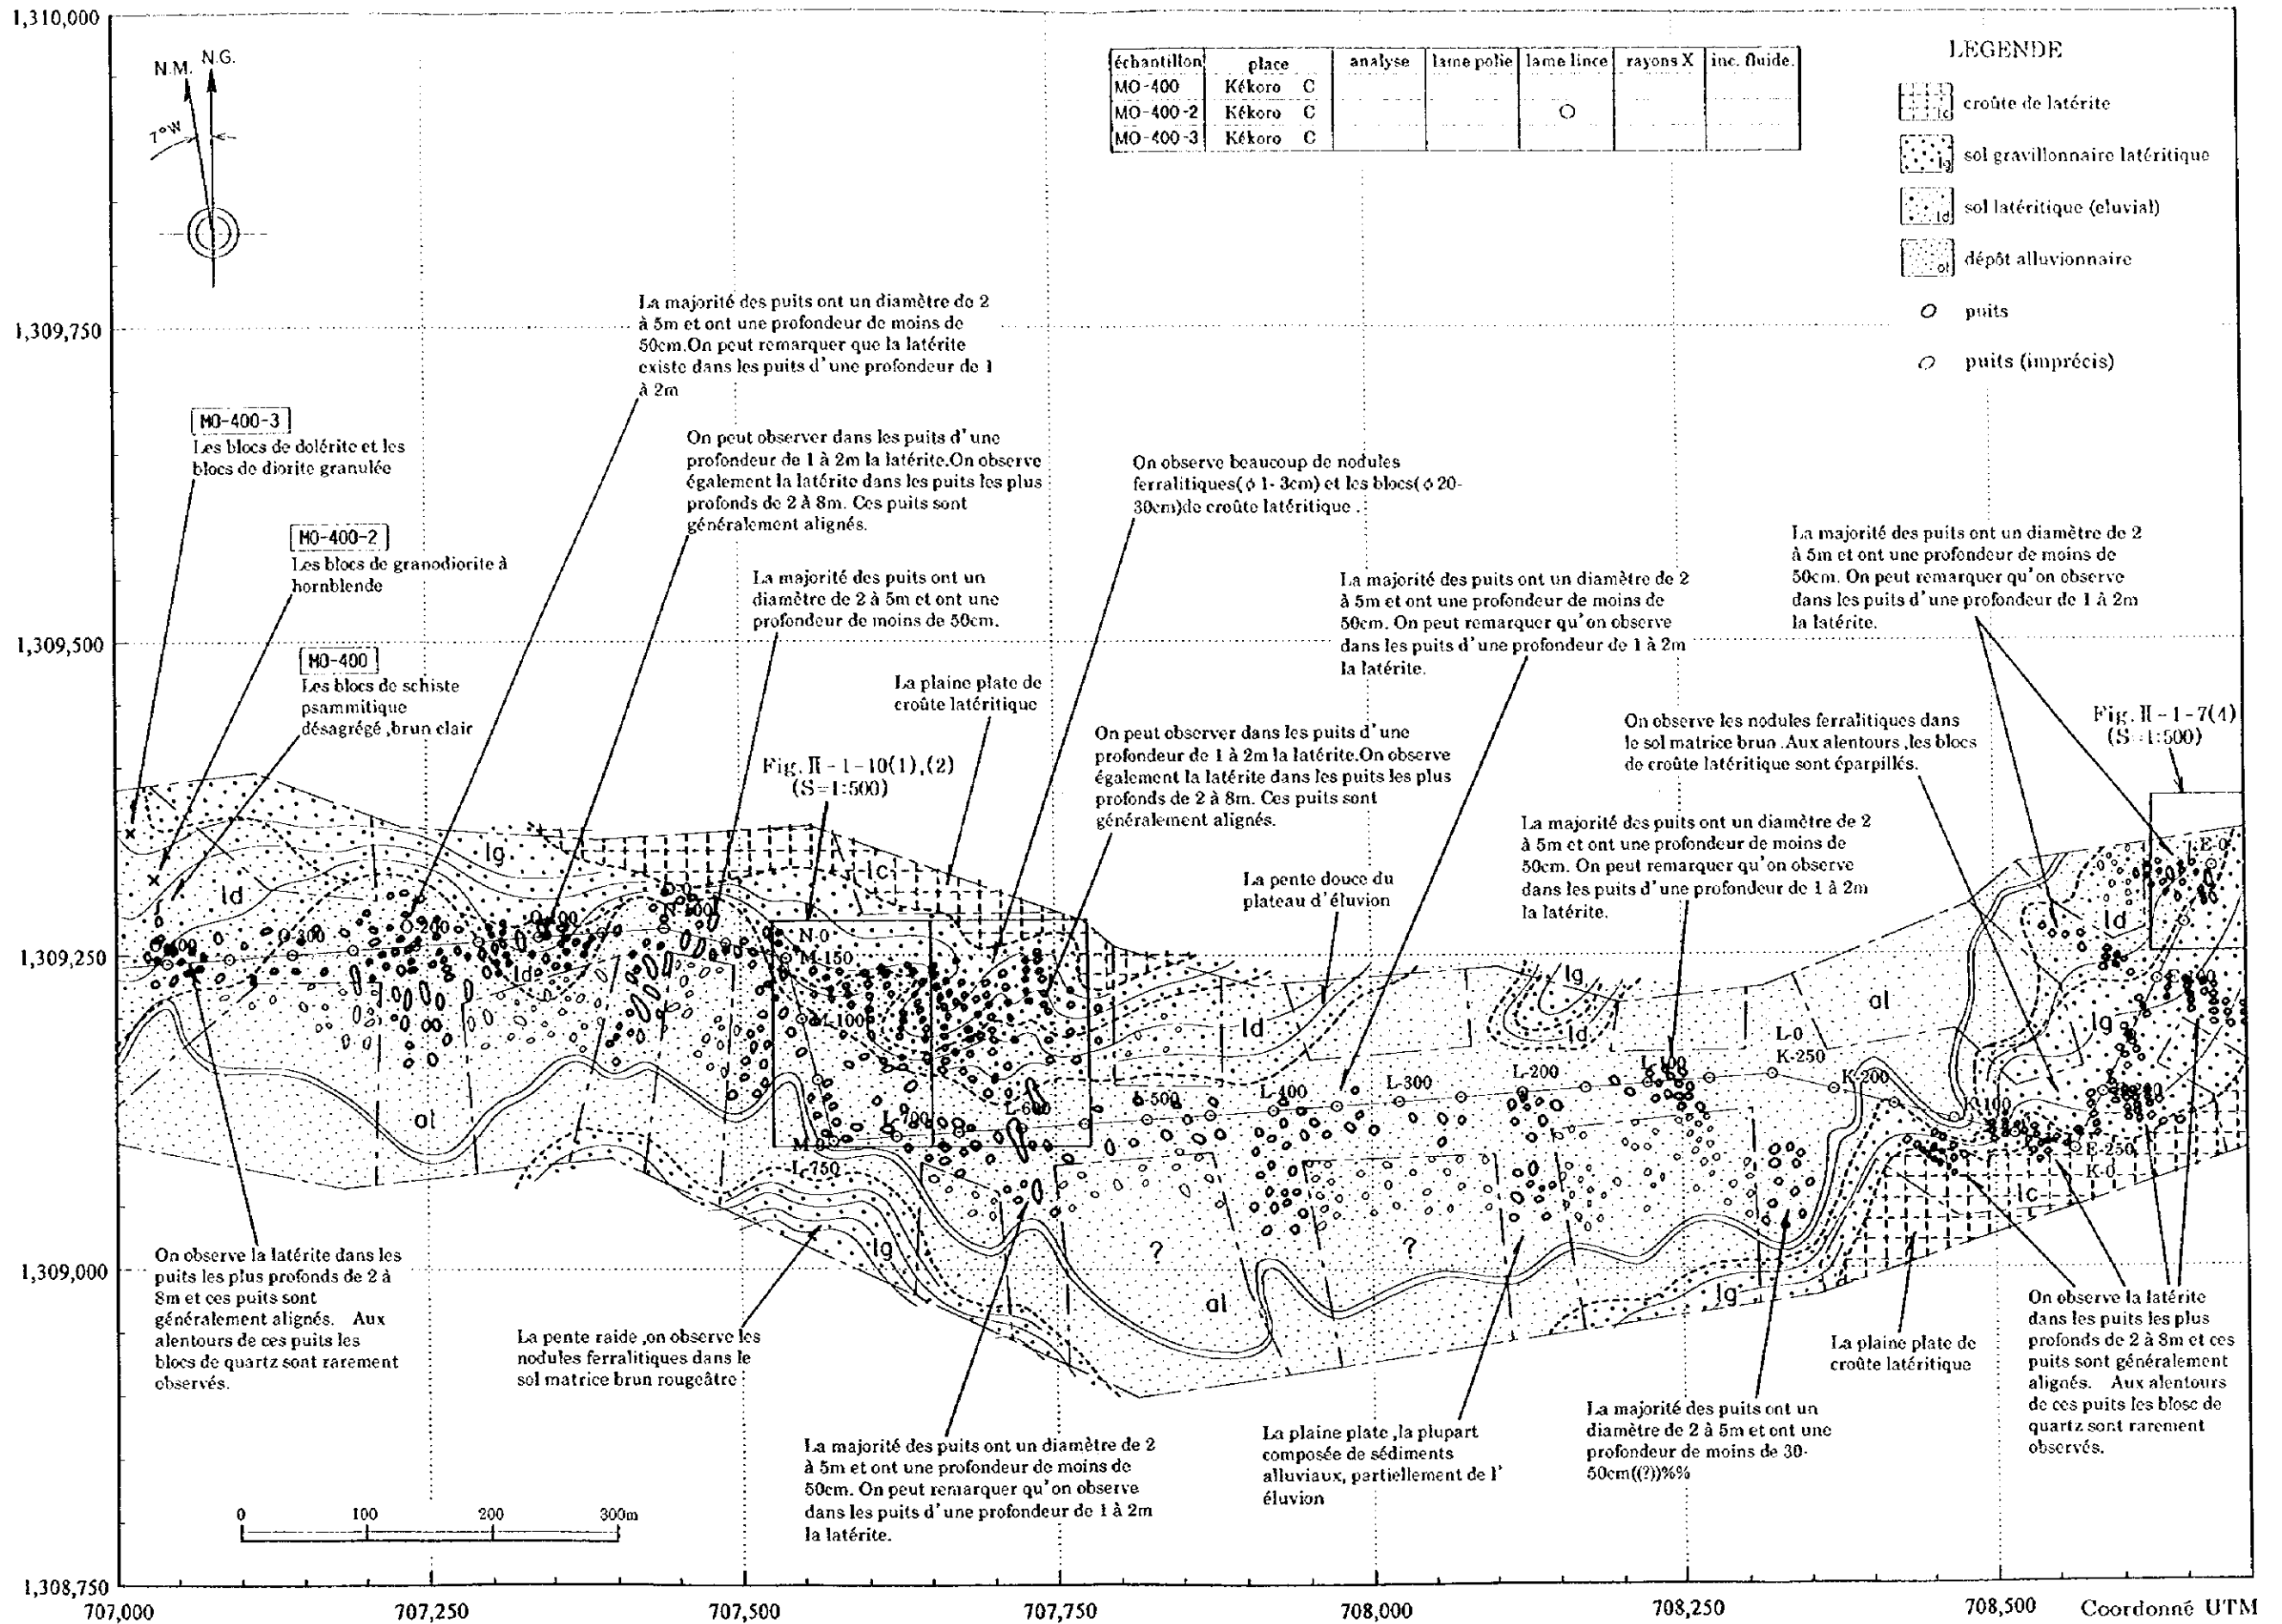 1,310,000
N.M. N.G.
7°W
échantillon place analyse lame polie lame lince rayons X inc. fluide.
MO-400 Kékoro C
MO-400-2 Kékoro C O
MO-400-3 Kékoro C
LEGENDE
lc croûte de latérite
lg sol gravillonnaire latéritique
ld sol latéritique (eluvial)
al dépôt alluvionnaire
puits
puits (imprécis)
1,309,750
La majorité des puits ont un diamètre de 2
à 5m et ont une profondeur de moins de
50cm.On peut remarquer que la latérite
existe dans les puits d'une profondeur de 1
à 2m
MO-400-3
Les blocs de dolérite et les
blocs de diorite granulée
On peut observer dans les puits d'une
profondeur de 1 à 2m la latérite.On observe
également la latérite dans les puits les plus
profonds de 2 à 8m. Ces puits sont
généralement alignés.
On observe beaucoup de nodules
ferralitiques(φ 1- 3cm) et les blocs(φ 20-
30cm)de croûte latéritique .
MO-400-2
Les blocs de granodiorite à
hornblende
La majorité des puits ont un
diamètre de 2 à 5m et ont une
profondeur de moins de 50cm.
La majorité des puits ont un diamètre de 2
à 5m et ont une profondeur de moins de
50cm. On peut remarquer qu'on observe
dans les puits d'une profondeur de 1 à 2m
la latérite.
La majorité des puits ont un diamètre de 2
à 5m et ont une profondeur de moins de
50cm. On peut remarquer qu'on observe
dans les puits d'une profondeur de 1 à 2m
la latérite.
1,309,500
MO-400
Les blocs de schiste
psammitique
désagrégé ,brun clair
La plaine plate de
croûte latéritique
Fig. II-1-10(1),(2)
(S=1:500)
On peut observer dans les puits d'une
profondeur de 1 à 2m la latérite.On observe
également la latérite dans les puits les plus
profonds de 2 à 8m. Ces puits sont
généralement alignés.
On observe les nodules ferralitiques dans
le sol matrice brun .Aux alentours ,les blocs
de croûte latéritique sont éparpillés.
Fig. II-1-7(4)
(S=1:500)
La majorité des puits ont un diamètre de 2
à 5m et ont une profondeur de moins de
50cm. On peut remarquer qu'on observe
dans les puits d'une profondeur de 1 à 2m
la latérite.
La pente douce du
plateau d'éluvion
lg
lc
E-0
ld
O-0
N-100
O-100
O-200
O-300
ld
N-0
M-150
1,309,250
ld
lg
E-100
al
M-100
ld
ld
lg
L-0
K-250
L-100
K-200
L-200
L-300
L-400
L-500
L-600
L-700
K-100
al
M-0
L-750
E-250
K-0
lc
lg
?
?
al
lg
1,309,000
On observe la latérite dans les
puits les plus profonds de 2 à
8m et ces puits sont
généralement alignés. Aux
alentours de ces puits les
blocs de quartz sont rarement
observés.
La pente raide ,on observe les
nodules ferralitiques dans le
sol matrice brun rougeâtre
La majorité des puits ont un diamètre de 2
à 5m et ont une profondeur de moins de
50cm. On peut remarquer qu'on observe
dans les puits d'une profondeur de 1 à 2m
la latérite.
La plaine plate ,la plupart
composée de sédiments
alluviaux, partiellement de l'
éluvion
La majorité des puits ont un
diamètre de 2 à 5m et ont une
profondeur de moins de 30-
50cm((?))%%
La plaine plate de
croûte latéritique
On observe la latérite
dans les puits les plus
profonds de 2 à 8m et ces
puits sont généralement
alignés. Aux alentours
de ces puits les blosc de
quartz sont rarement
observés.
0 100 200 300m
1,308,750
707,000 707,250 707,500 707,750 708,000 708,250 708,500 Coordonné UTM